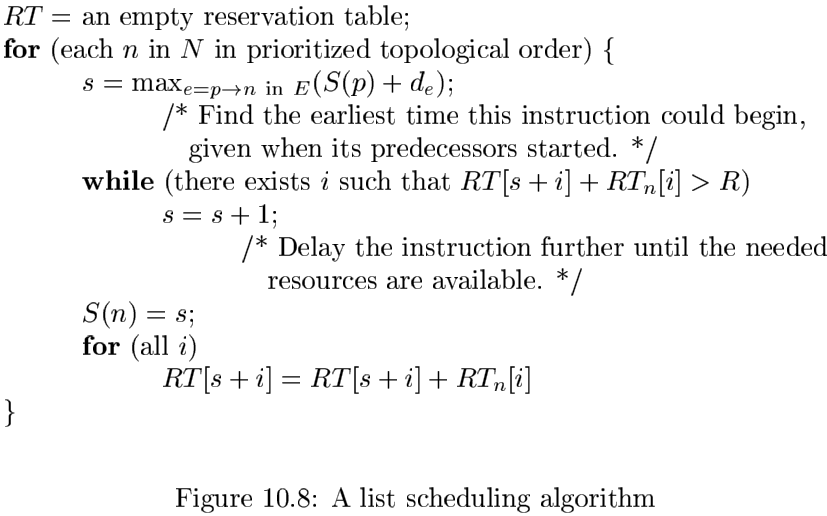 RT = an empty reservation table;
for (each n in N in prioritized topological order) {
s = max_{e=p→n in E}(S(p) + d_e);
/* Find the earliest time this instruction could begin,
given when its predecessors started. */
while (there exists i such that RT[s + i] + RT_n[i] > R)
s = s + 1;
/* Delay the instruction further until the needed
resources are available. */
S(n) = s;
for (all i)
RT[s + i] = RT[s + i] + RT_n[i]
}
Figure 10.8: A list scheduling algorithm